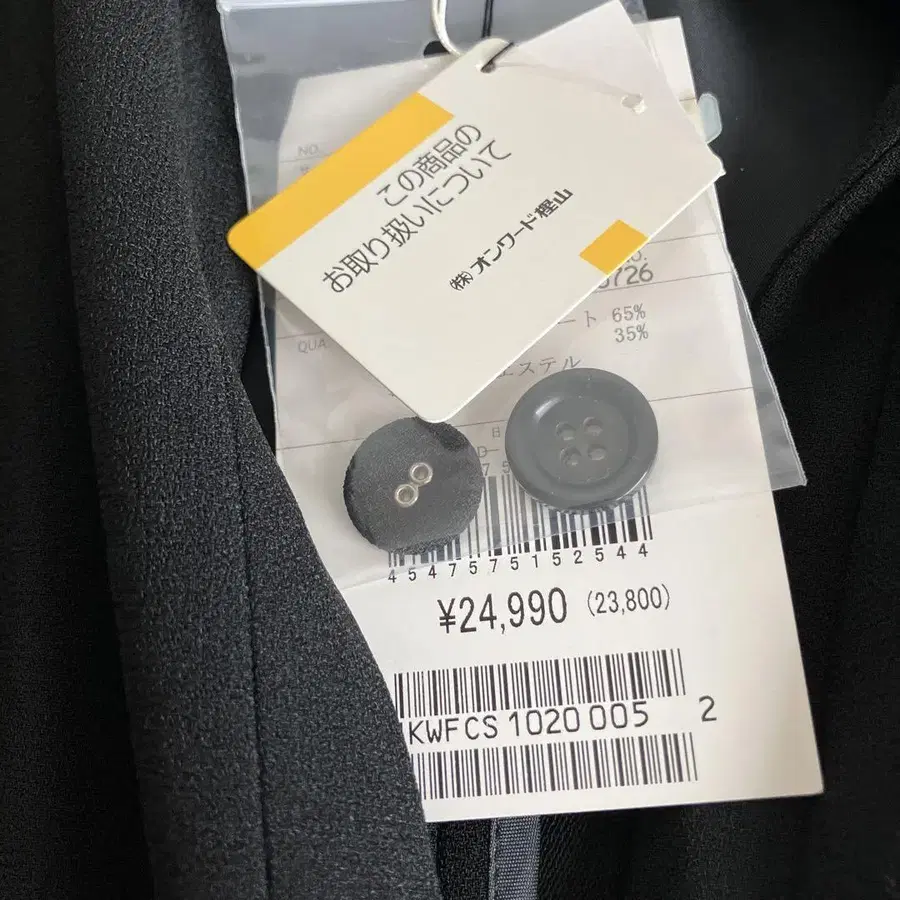 NO.
この商品の
お取り扱いについて
(株)オンワード樫山
726
QUA
ート 65%
35%
エステル
4547575152544
¥24,990 (23,800)
KWFCS 1020 005 2